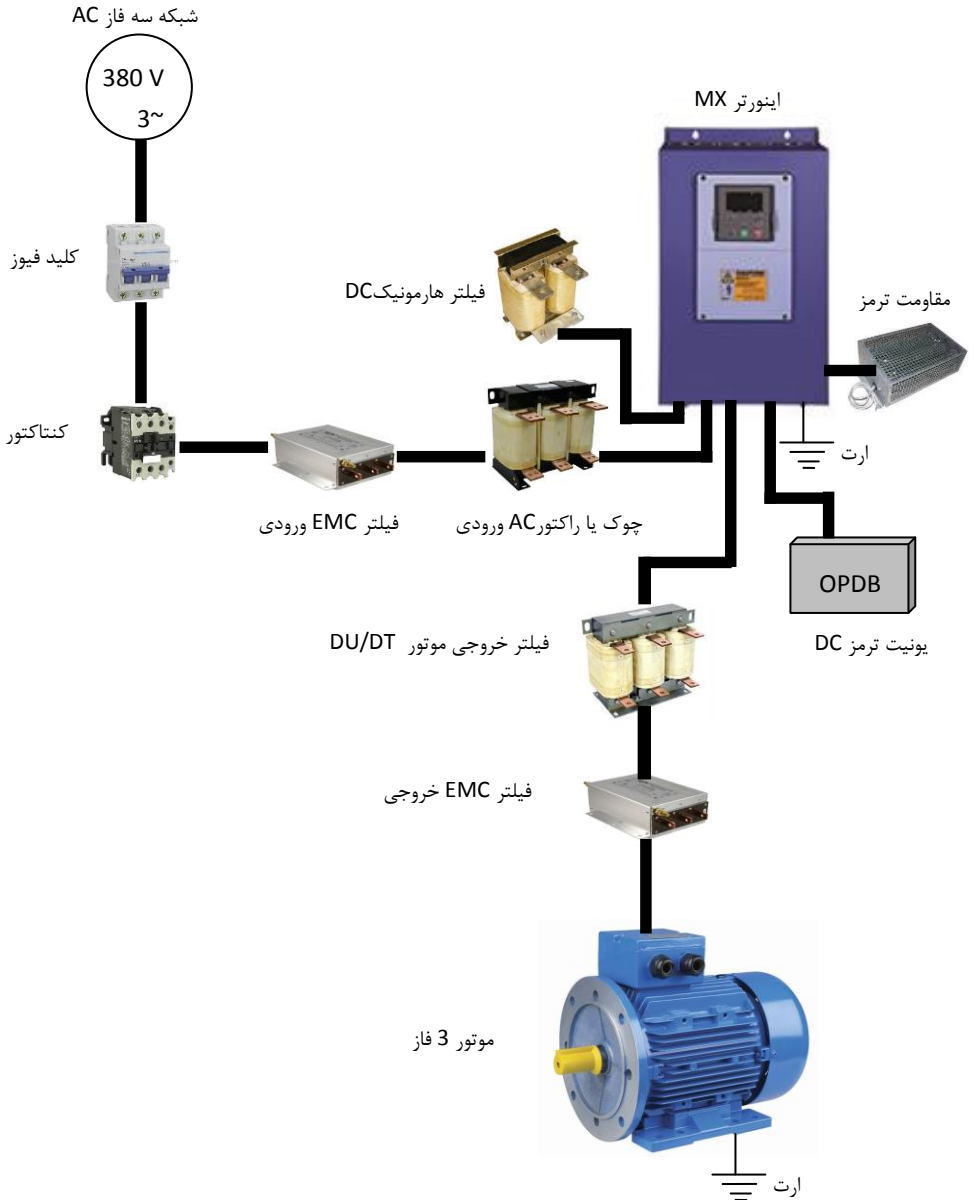 شبکه سه فاز AC
380 V
3~
اینورتر MX
کلید فیوز
فیلتر هارمونیکDC
مقاومت ترمز
کنتاکتور
ارت
فیلتر EMC ورودی
چوک یا راکتورAC ورودی
OPDB
فیلتر خروجی موتور DU/DT
یونیت ترمز DC
فیلتر EMC خروجی
موتور 3 فاز
ارت